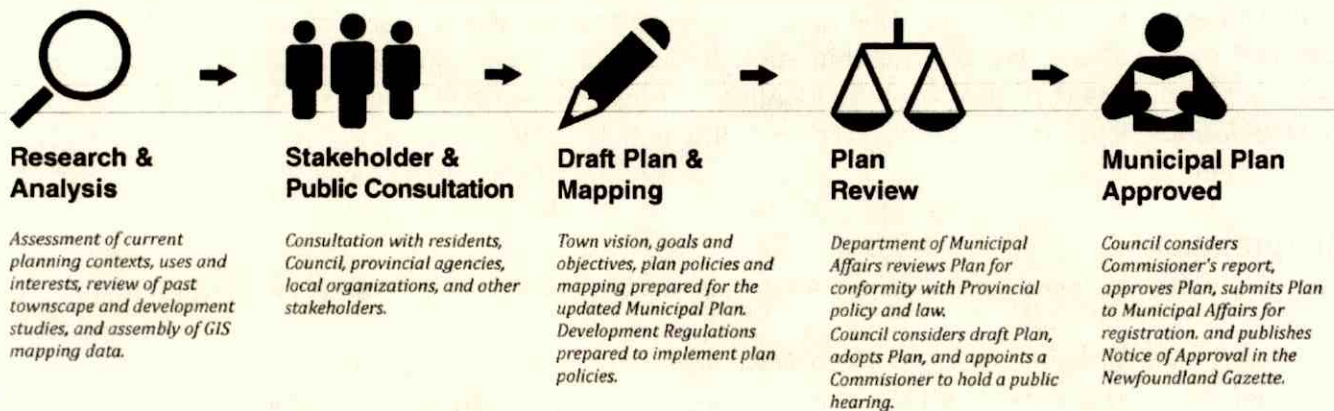 Research &
Analysis
Assessment of current
planning contexts, uses and
interests, review of past
townscape and development
studies, and assembly of GIS
mapping data.
Stakeholder &
Public Consultation
Consultation with residents,
Council, provincial agencies,
local organizations, and other
stakeholders.
Draft Plan &
Mapping
Town vision, goals and
objectives, plan policies and
mapping prepared for the
updated Municipal Plan.
Development Regulations
prepared to implement plan
policies.
Plan
Review
Department of Municipal
Affairs reviews Plan for
conformity with Provincial
policy and law.
Council considers draft Plan,
adopts Plan, and appoints a
Commisioner to hold a public
hearing.
Municipal Plan
Approved
Council considers
Commisioner's report,
approves Plan, submits Plan
to Municipal Affairs for
registration. and publishes
Notice of Approval in the
Newfoundland Gazette.